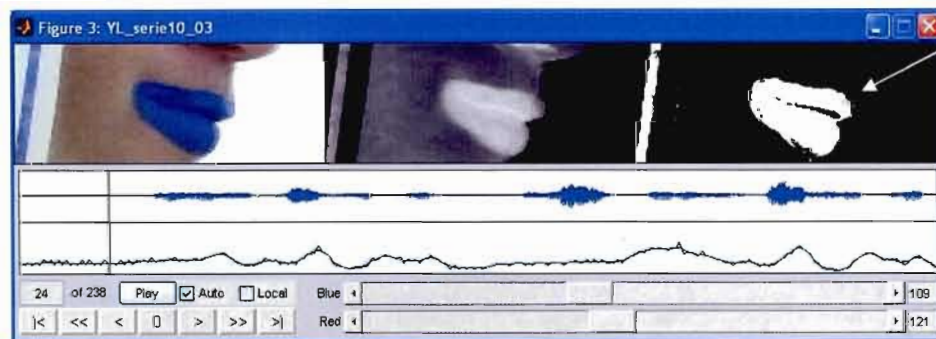 Figure 3: YL_serie10_03
24 of 238 Play Auto Local Blue 109
|< << < 0 > >> >| Red 121